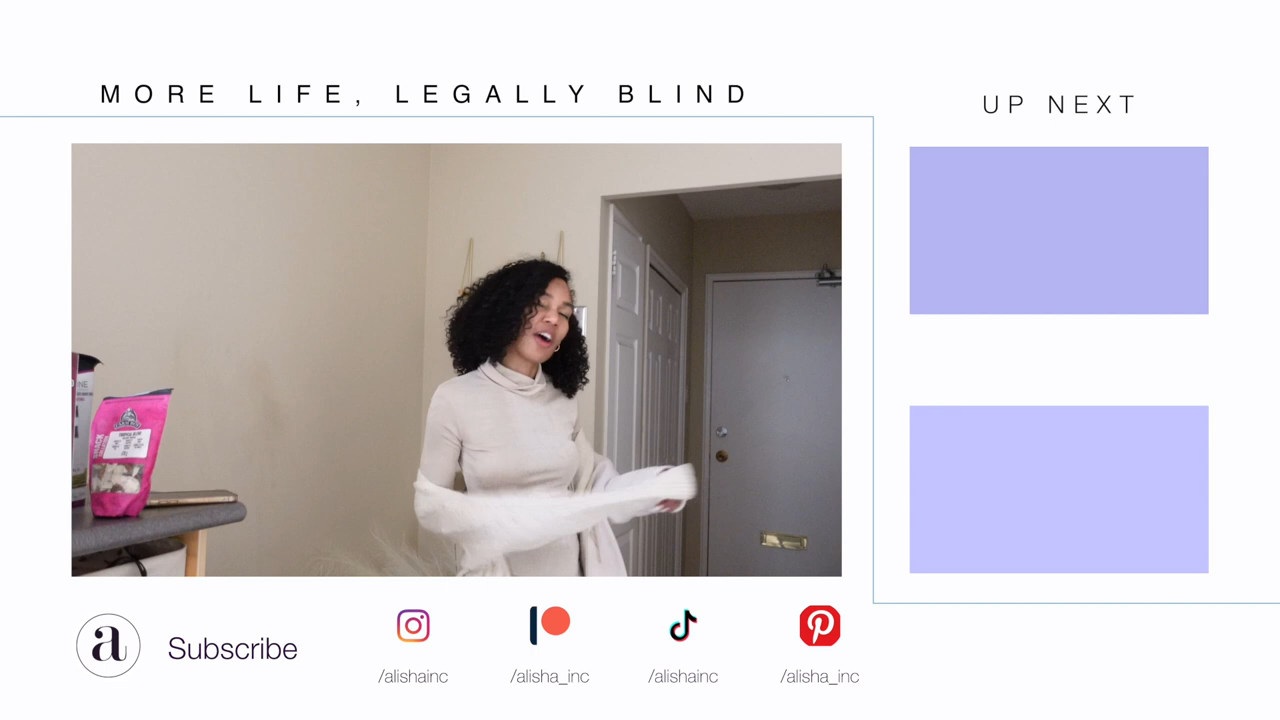 MORE LIFE, LEGALLY BLIND
UP NEXT
a
Subscribe
/alishainc
/alisha_inc
/alishainc
/alisha_inc